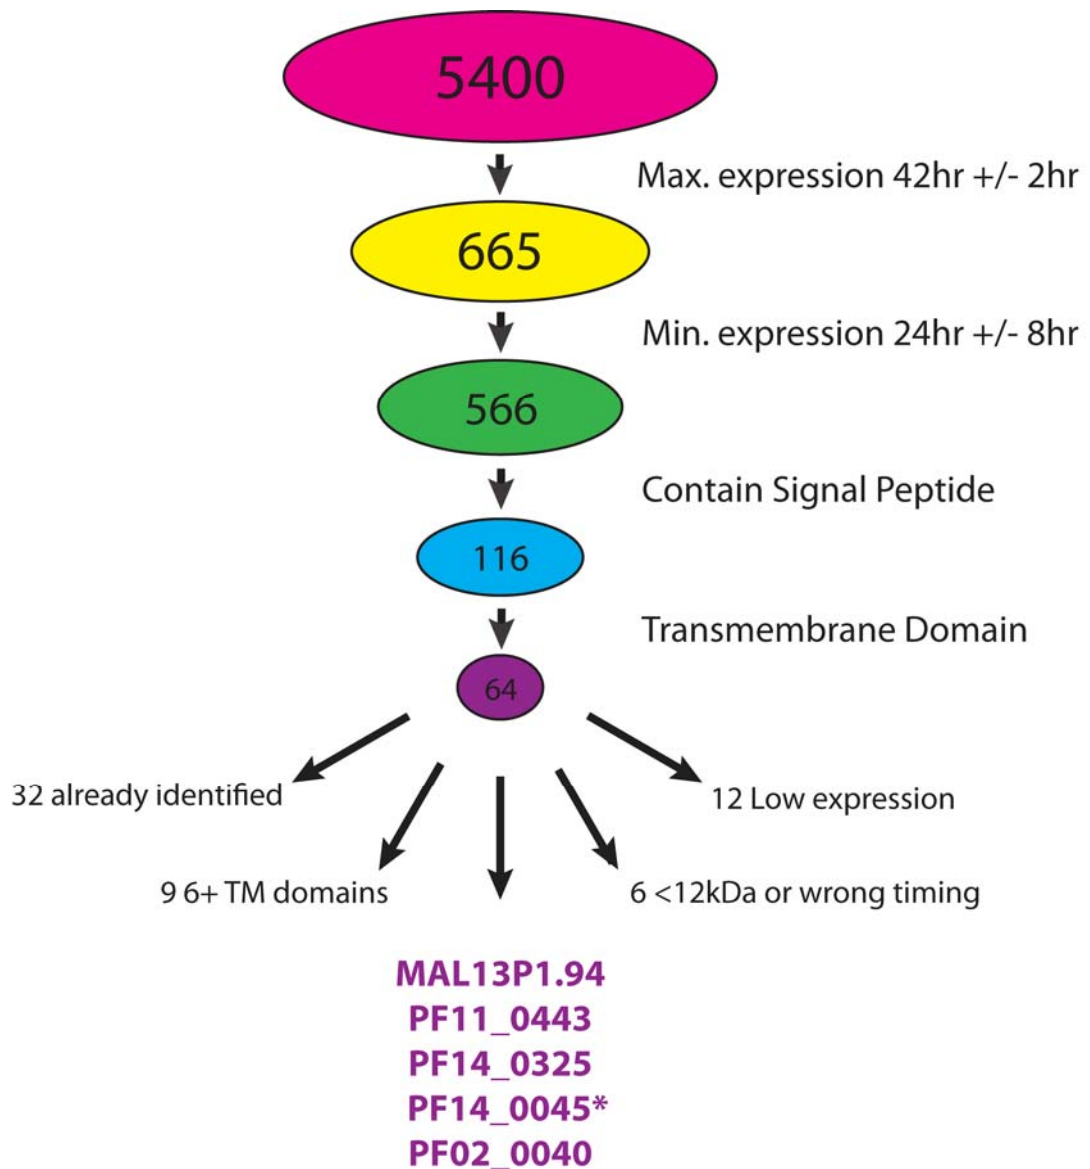 5400
Max. expression 42hr +/- 2hr
665
Min. expression 24hr +/- 8hr
566
Contain Signal Peptide
116
Transmembrane Domain
64
32 already identified
12 Low expression
9 6+ TM domains
6 <12kDa or wrong timing
MAL13P1.94
PF11_0443
PF14_0325
PF14_0045*
PF02_0040